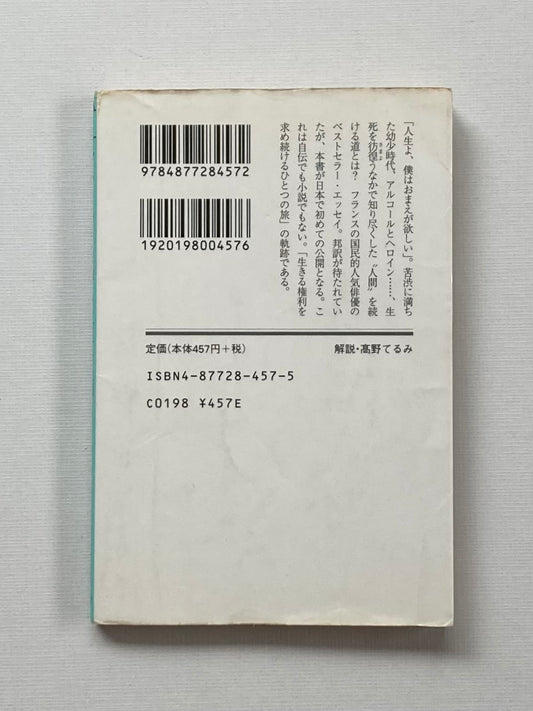 「人生よ、僕はおまえが欲しい」。苦渋に満ち
た幼少時代、アルコールとヘロイン……、生
死を彷徨うなかで知り尽くした〝人間〟を続
さまよ
ける道とは？　フランスの国民的人気俳優の
ベストセラー・エッセイ。邦訳が待たれてい
たが、本書が日本で初めての公開となる。こ
れは自伝でも小説でもない。「生きる権利を
求め続けるひとつの旅」の軌跡である。
9784877284572
1920198004576
定価(本体457円+税)
解説・髙野てるみ
ISBN4-87728-457-5
C0198 ¥457E